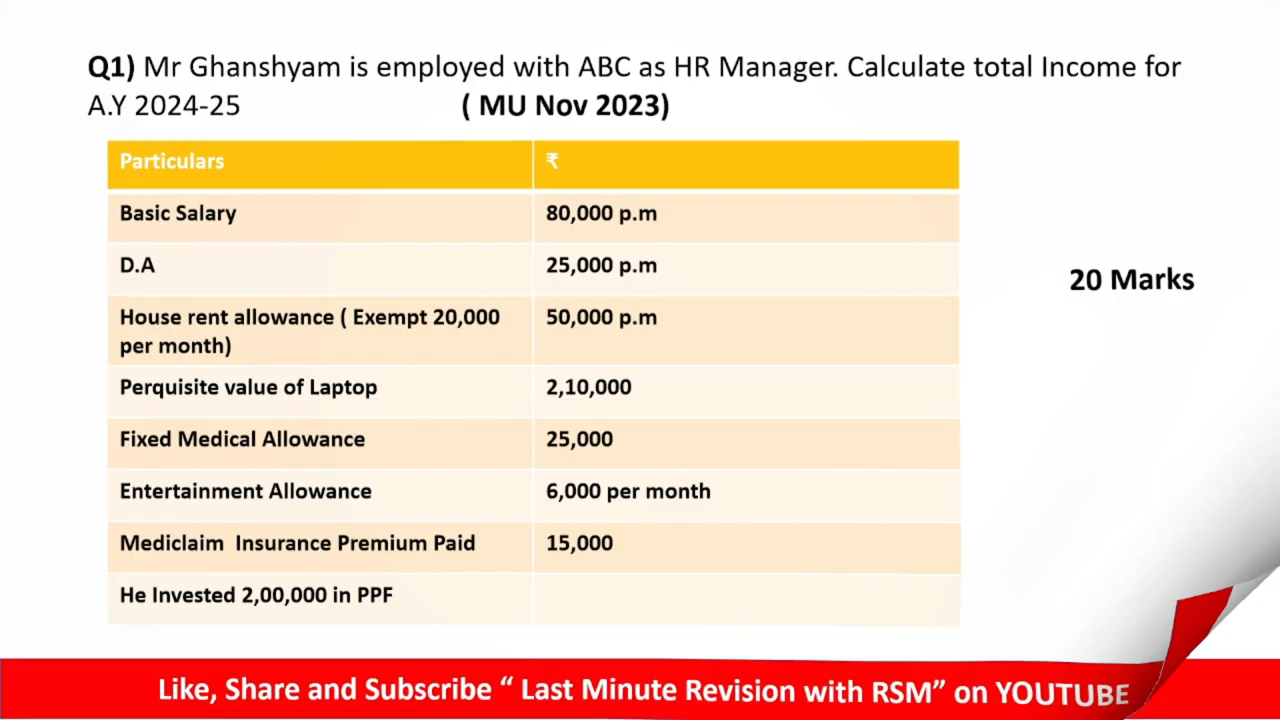 Q1) Mr Ghanshyam is employed with ABC as HR Manager. Calculate total Income for
A.Y 2024-25 ( MU Nov 2023)
Particulars ₹
Basic Salary 80,000 p.m
D.A 25,000 p.m
20 Marks
House rent allowance ( Exempt 20,000 50,000 p.m
per month)
Perquisite value of Laptop 2,10,000
Fixed Medical Allowance 25,000
Entertainment Allowance 6,000 per month
Mediclaim Insurance Premium Paid 15,000
He Invested 2,00,000 in PPF
Like, Share and Subscribe “ Last Minute Revision with RSM” on YOUTUBE